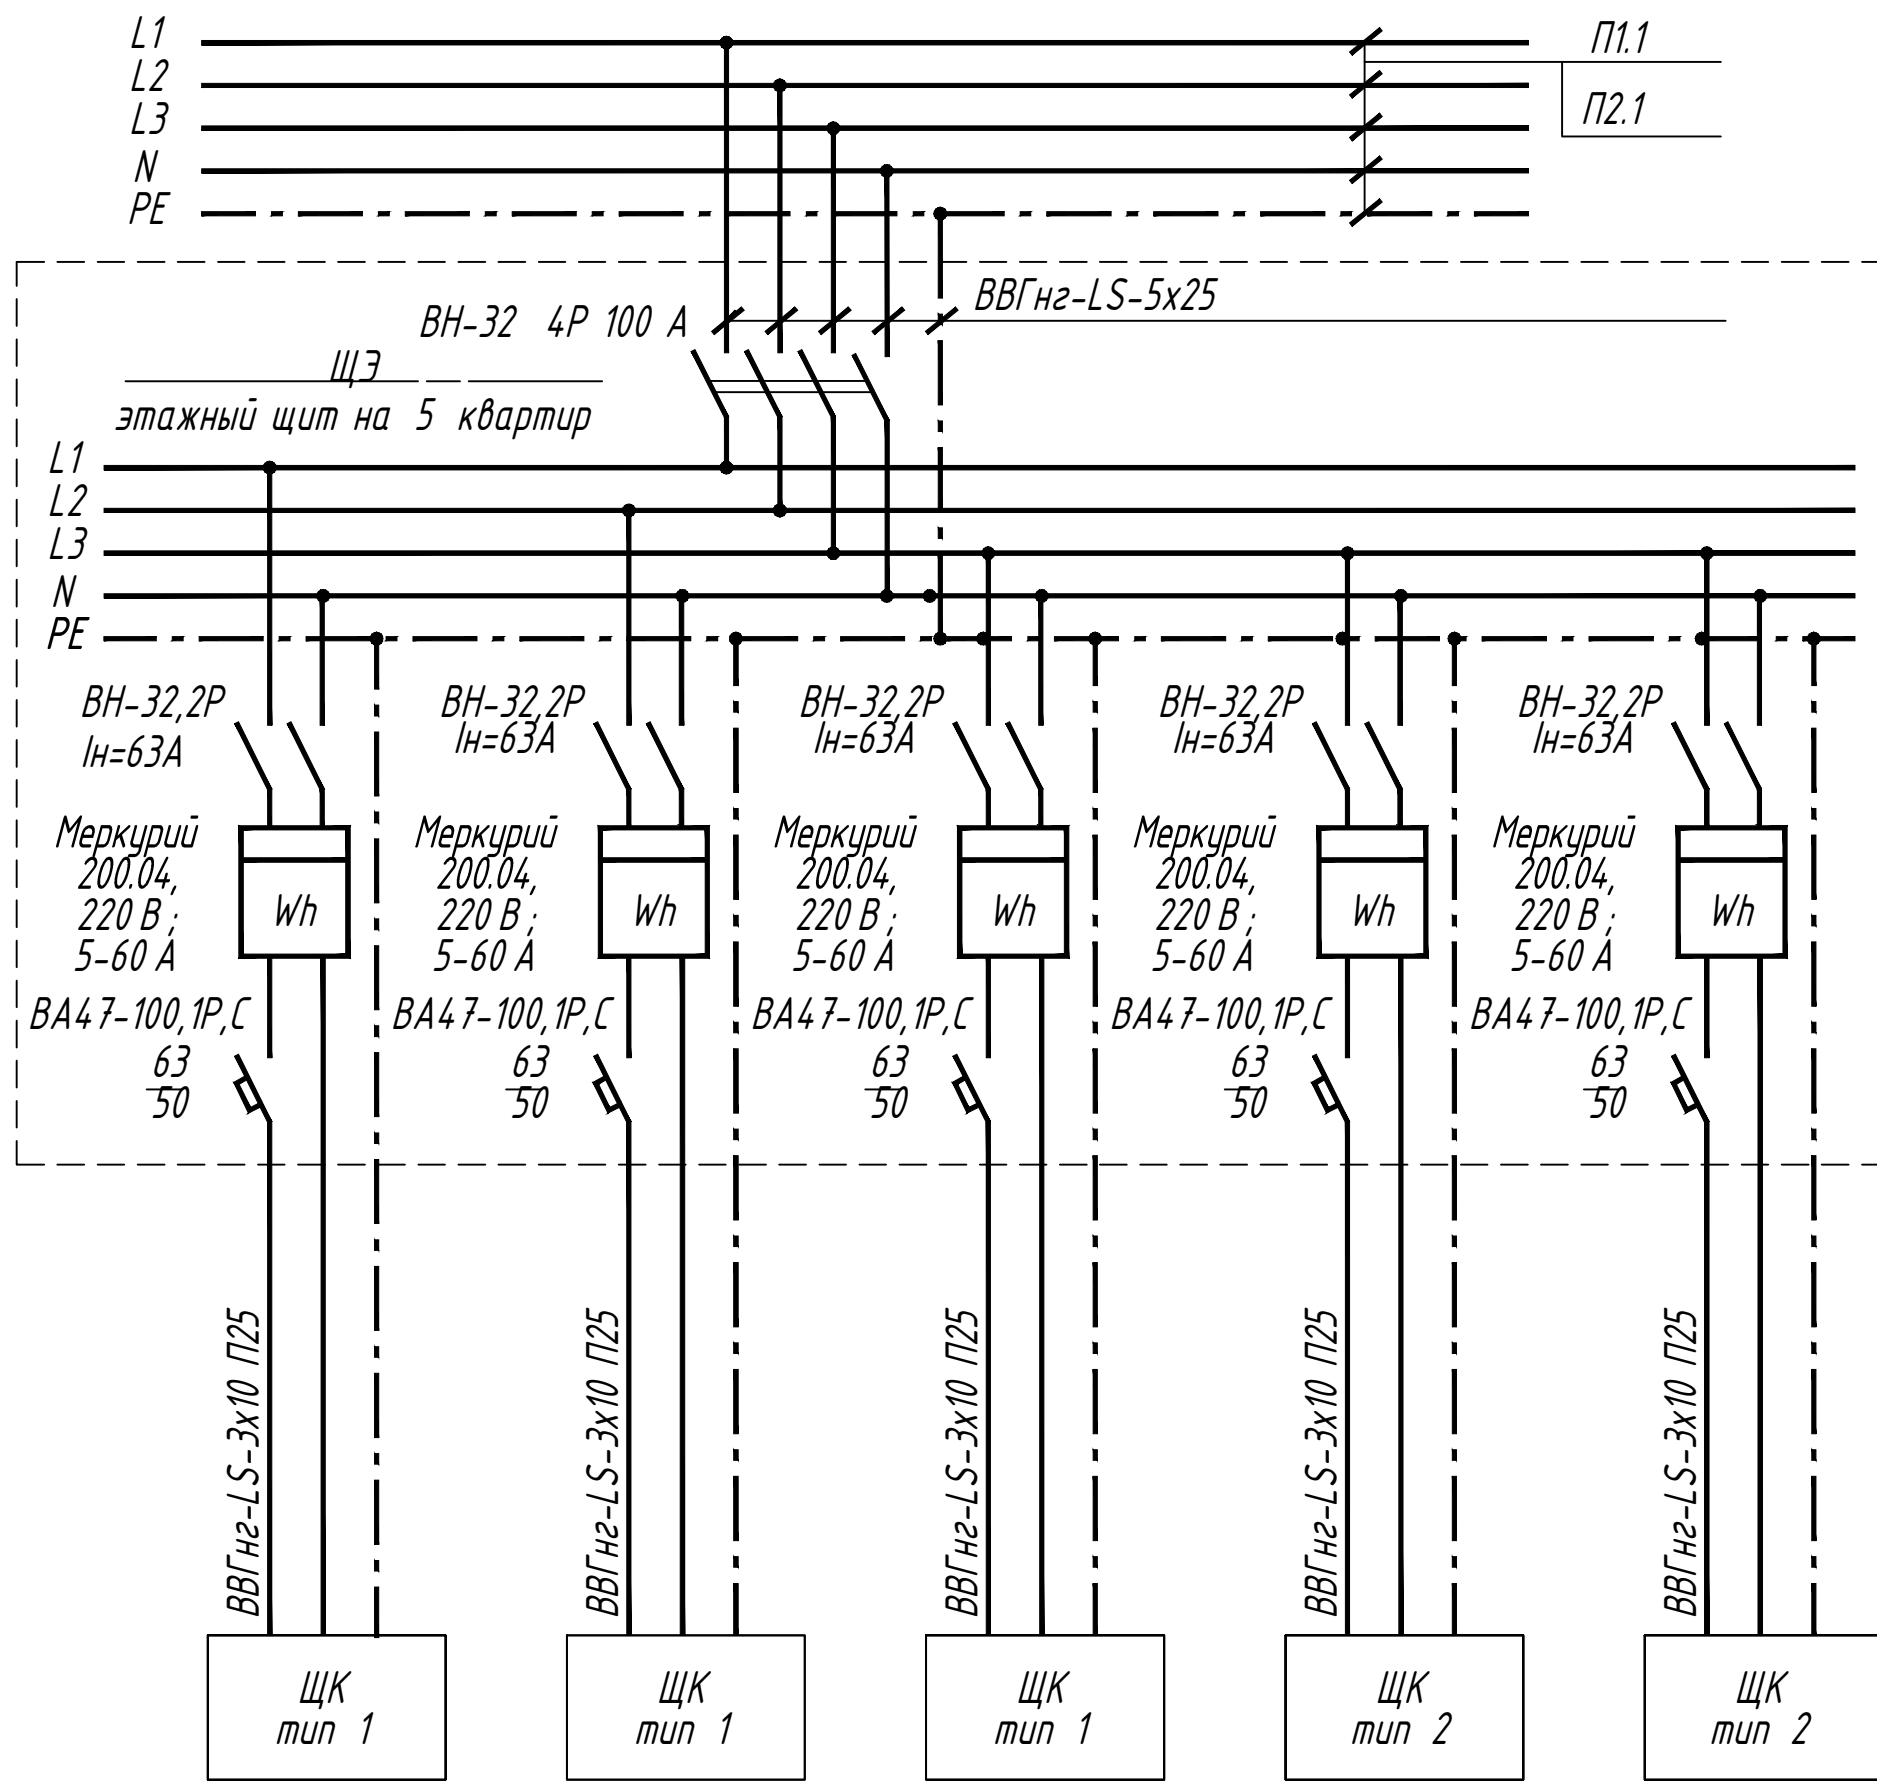 L1
П1.1
L2
L3
П2.1
N
PE
ВВГнг-LS-5х25
ВН-32 4Р 100 А
ЩЭ
этажный щит на 5 квартир
L1
L2
L3
N
PE
ВН-32,2Р
Iн=63А
Меркурий
200.04,
220 В ;
5-60 А
ВА47-100,1Р,С
63
50
ВВГнг-LS-3х10 П25
ЩК
тип 1
ВН-32,2Р
Iн=63А
Меркурий
200.04,
220 В ;
5-60 А
ВА47-100,1Р,С
63
50
ВВГнг-LS-3х10 П25
ЩК
тип 1
ВН-32,2Р
Iн=63А
Меркурий
200.04,
220 В ;
5-60 А
ВА47-100,1Р,С
63
50
ВВГнг-LS-3х10 П25
ЩК
тип 1
ВН-32,2Р
Iн=63А
Меркурий
200.04,
220 В ;
5-60 А
ВА47-100,1Р,С
63
50
ВВГнг-LS-3х10 П25
ЩК
тип 2
ВН-32,2Р
Iн=63А
Меркурий
200.04,
220 В ;
5-60 А
ВА47-100,1Р,С
63
50
ВВГнг-LS-3х10 П25
ЩК
тип 2
Wh
Wh
Wh
Wh
Wh